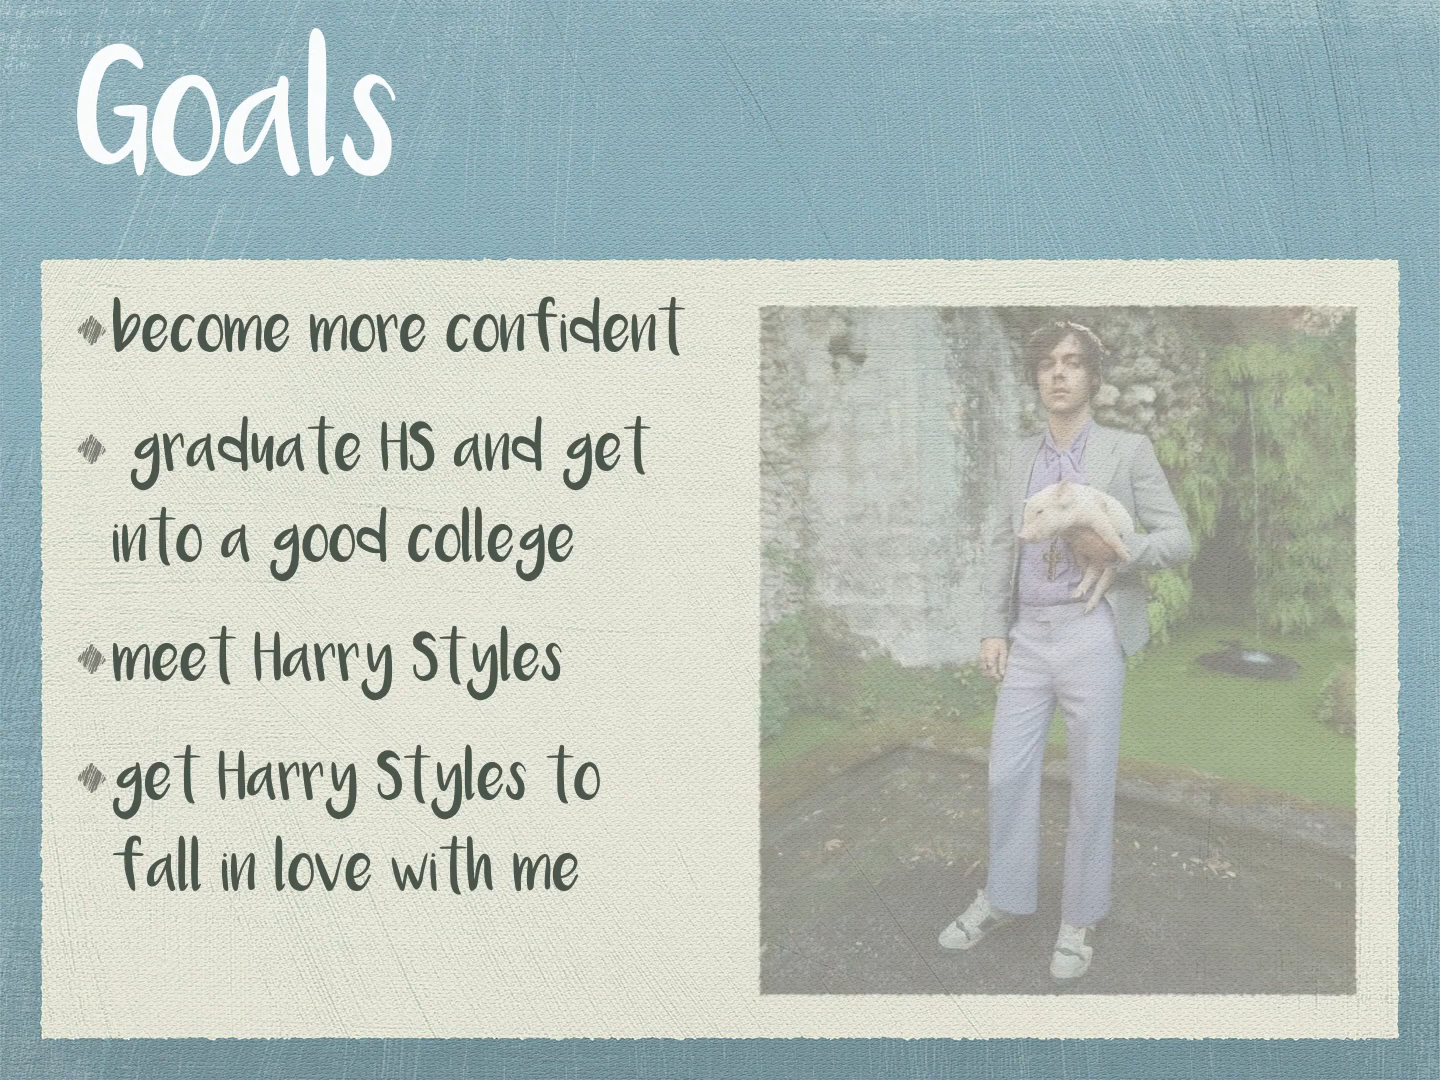 Goals
become more confident
graduate HS and get
into a good college
meet Harry Styles
get Harry Styles to
fall in love with me